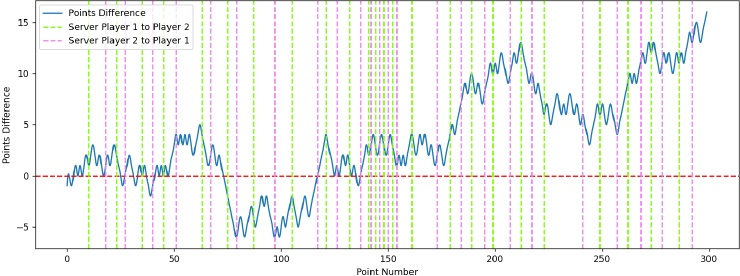 Points Difference
Server Player 1 to Player 2
Server Player 2 to Player 1
Points Difference
15
10
5
0
−5
0
50
100
150
200
250
300
Point Number